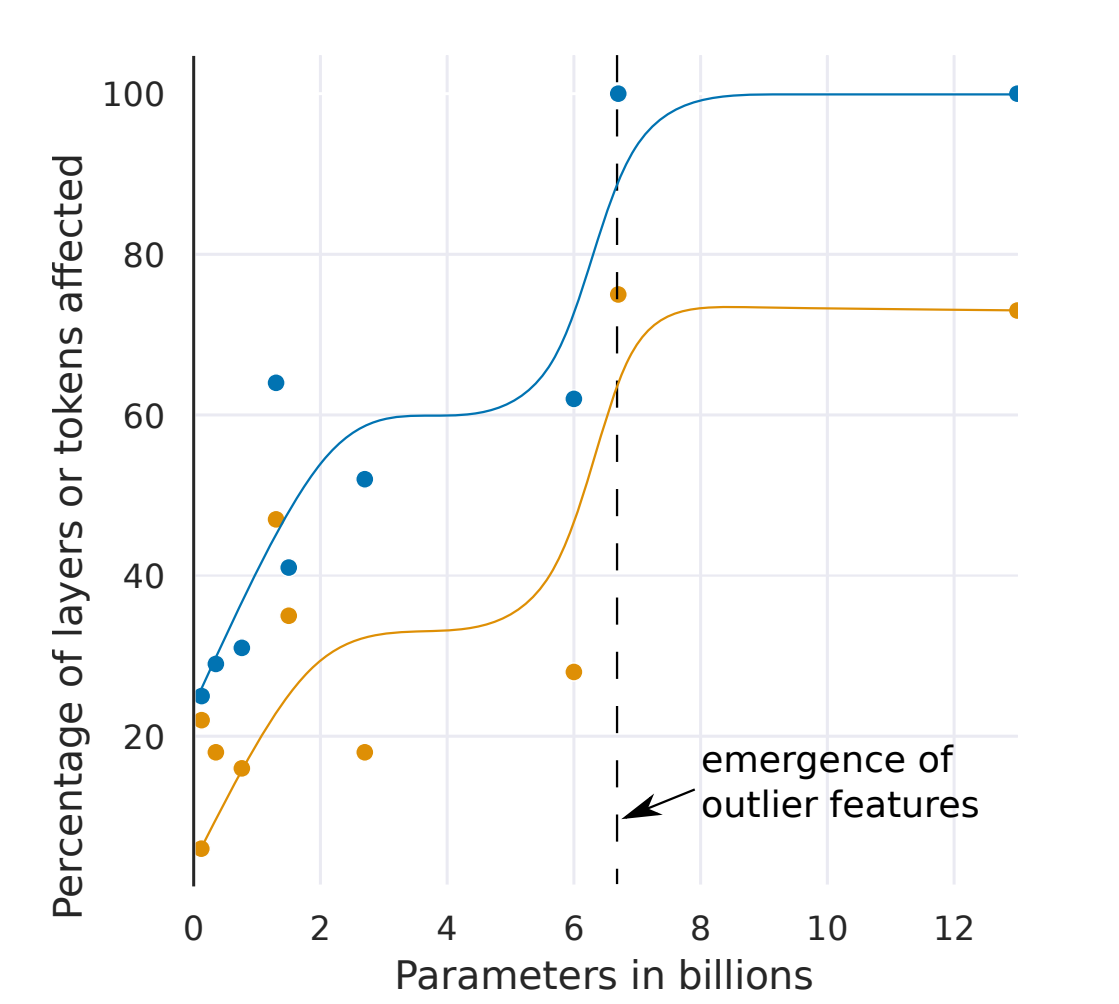 Percentage of layers or tokens affected
100
80
60
40
20
emergence of
outlier features
0 2 4 6 8 10 12
Parameters in billions